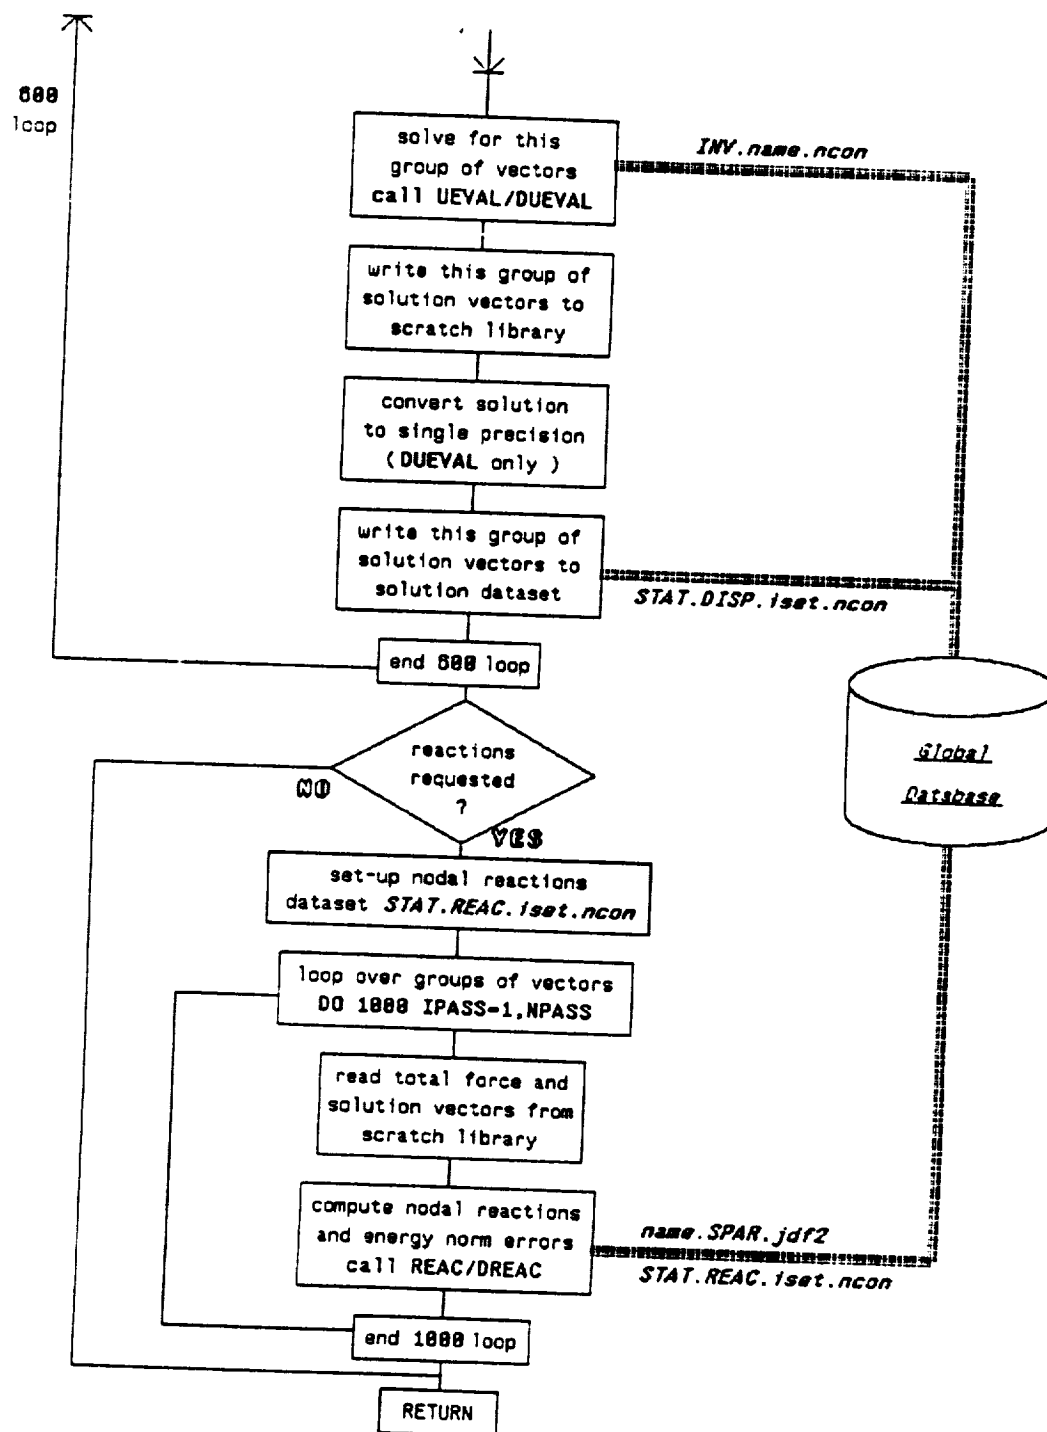 600
loop
solve for this
group of vectors
call UEVAL/DUEVAL
INV.name.ncon
write this group of
solution vectors to
scratch library
convert solution
to single precision
( DUEVAL only )
write this group of
solution vectors to
solution dataset
STAT.DISP.iset.ncon
end 600 loop
reactions
requested
?
NO
YES
Global
Database
set-up nodal reactions
dataset STAT.REAC.iset.ncon
loop over groups of vectors
DO 1000 IPASS=1,NPASS
read total force and
solution vectors from
scratch library
compute nodal reactions
and energy norm errors
call REAC/DREAC
name.SPAR.jdf2
STAT.REAC.iset.ncon
end 1000 loop
RETURN